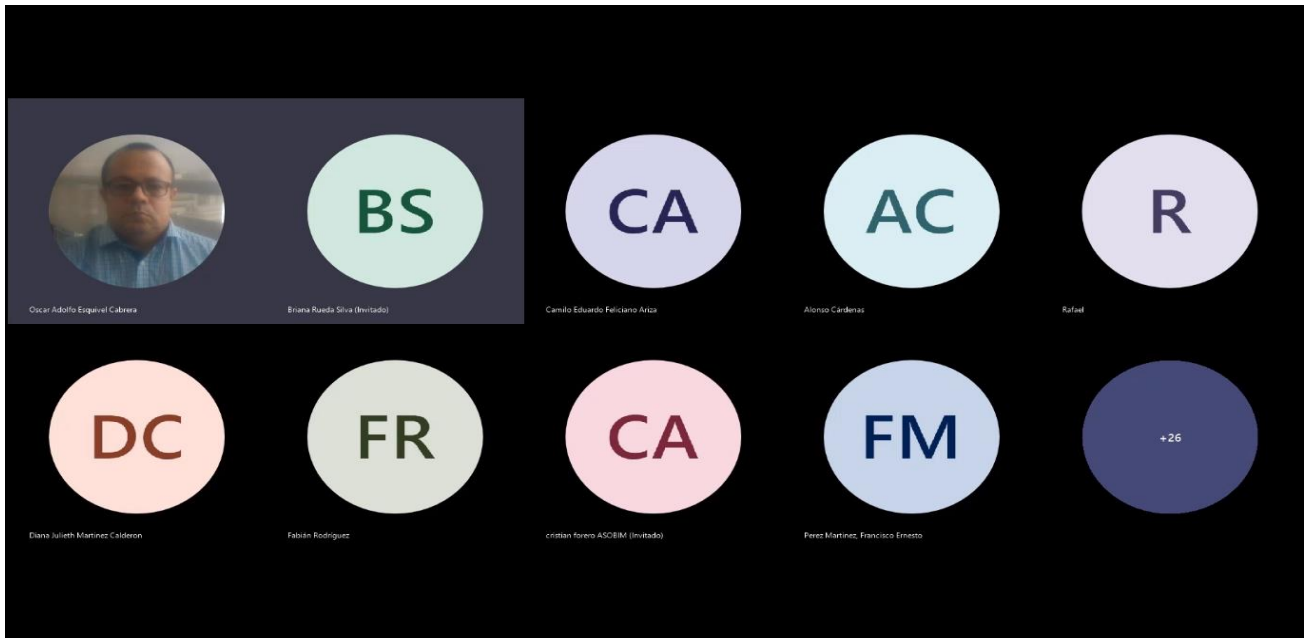 BS
CA
AC
R
Oscar Adolfo Esquivel Cabrera
Briana Rueda Silva (Invitado)
Camilo Eduardo Feliciano Ariza
Alonso Cárdenas
Rafael
DC
FR
CA
FM
+26
Diana Julieth Martinez Calderon
Fabián Rodríguez
cristian forero ASOBIM (Invitado)
Perez Martinez, Francisco Ernesto